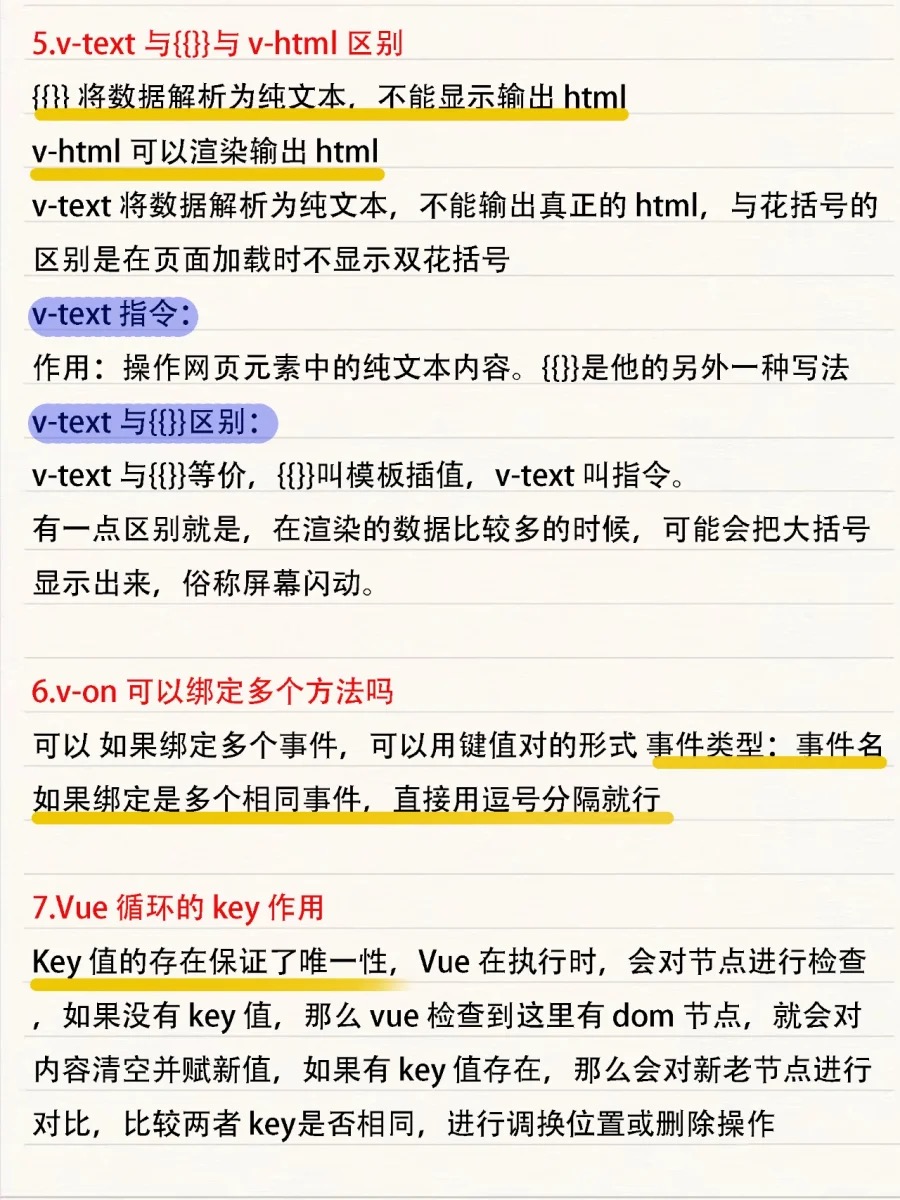 5.v-text 与{{}}与 v-html 区别
{{}} 将数据解析为纯文本，不能显示输出 html
v-html 可以渲染输出 html
v-text 将数据解析为纯文本，不能输出真正的 html，与花括号的
区别是在页面加载时不显示双花括号
v-text 指令：
作用：操作网页元素中的纯文本内容。{{}}是他的另外一种写法
v-text 与{{}}区别：
v-text 与{{}}等价，{{}}叫模板插值，v-text 叫指令。
有一点区别就是，在渲染的数据比较多的时候，可能会把大括号
显示出来，俗称屏幕闪动。
6.v-on 可以绑定多个方法吗
可以 如果绑定多个事件，可以用键值对的形式 事件类型：事件名
如果绑定是多个相同事件，直接用逗号分隔就行
7.Vue 循环的 key 作用
Key 值的存在保证了唯一性，Vue 在执行时，会对节点进行检查
，如果没有 key 值，那么 vue 检查到这里有 dom 节点，就会对
内容清空并赋新值，如果有 key 值存在，那么会对新老节点进行
对比，比较两者 key是否相同，进行调换位置或删除操作